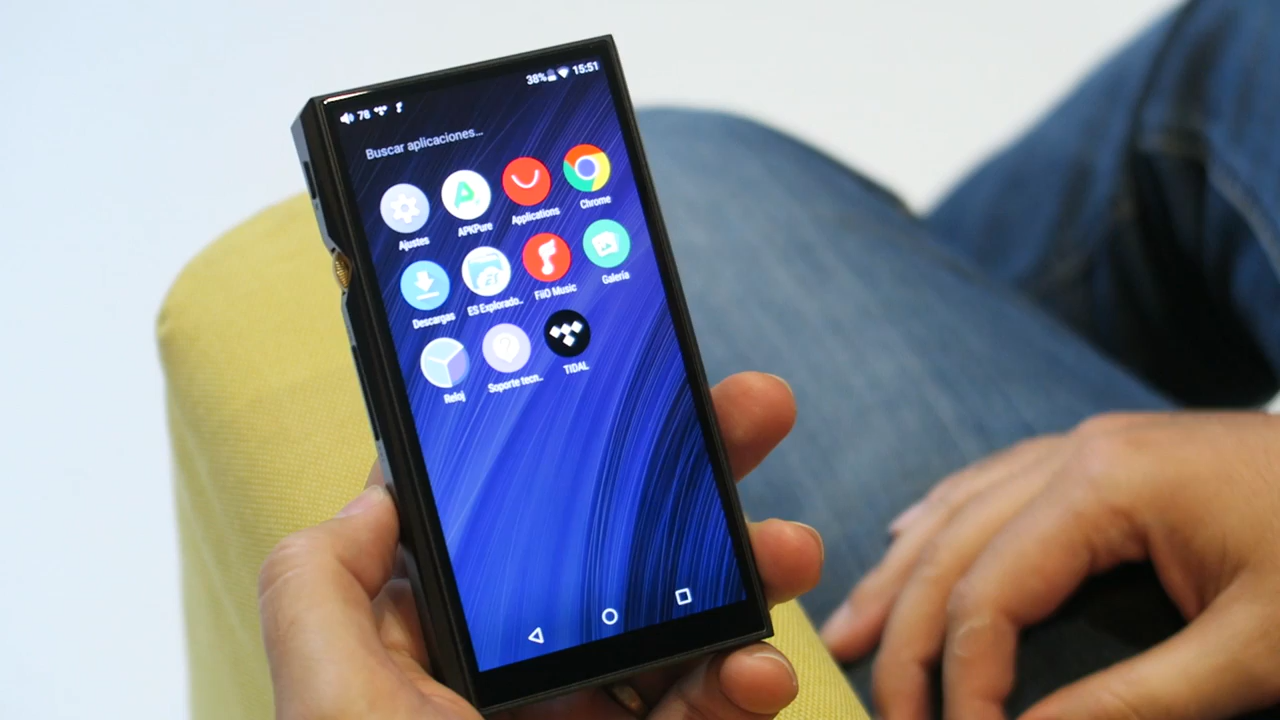 78
38% 15:51
Buscar aplicaciones...
Ajustes APKPure Applications Chrome
Descargas ES Explorado.. FiiO Music Galería
Reloj Soporte tecn.. TIDAL